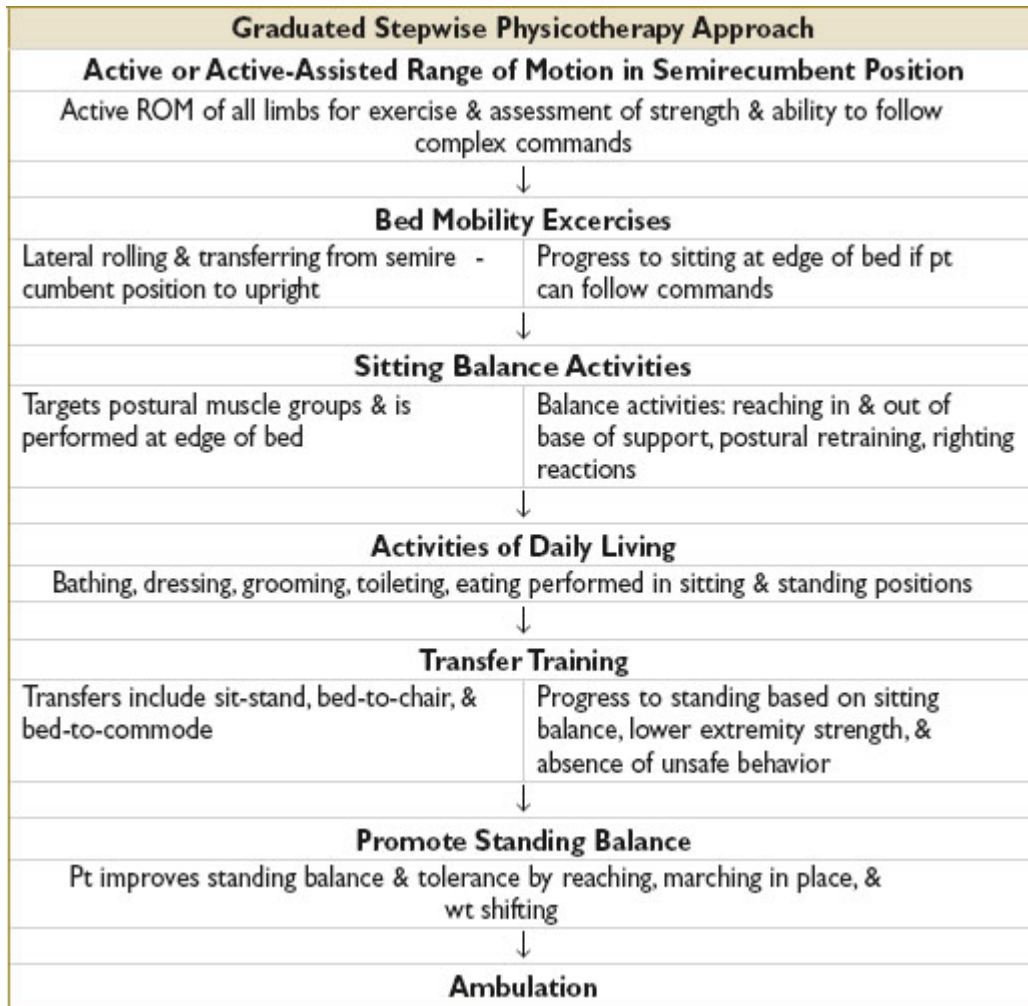 Graduated Stepwise Physicotherapy Approach
Active or Active-Assisted Range of Motion in Semirecumbent Position
Active ROM of all limbs for exercise & assessment of strength & ability to follow
complex commands
↓
Bed Mobility Excercises
Lateral rolling & transferring from semire -
cumbent position to upright
Progress to sitting at edge of bed if pt
can follow commands
↓
Sitting Balance Activities
Targets postural muscle groups & is
performed at edge of bed
Balance activities: reaching in & out of
base of support, postural retraining, righting
reactions
↓
Activities of Daily Living
Bathing, dressing, grooming, toileting, eating performed in sitting & standing positions
↓
Transfer Training
Transfers include sit-stand, bed-to-chair, &
bed-to-commode
Progress to standing based on sitting
balance, lower extremity strength, &
absence of unsafe behavior
↓
Promote Standing Balance
Pt improves standing balance & tolerance by reaching, marching in place, &
wt shifting
↓
Ambulation